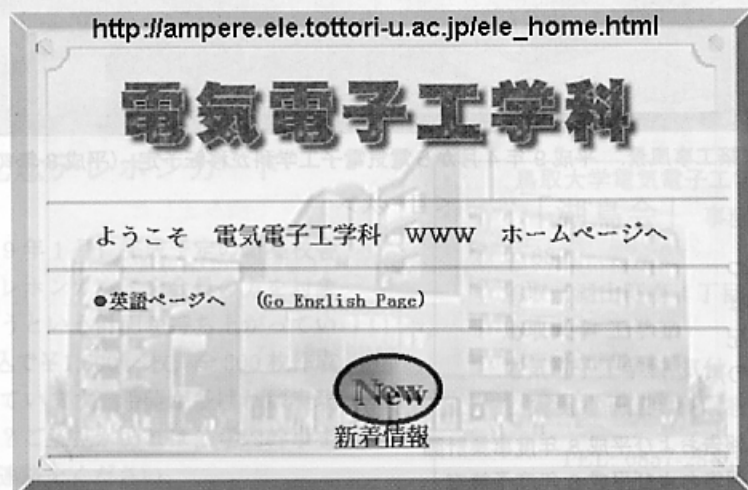 http://ampere.ele.tottori-u.ac.jp/ele_home.html
電気電子工学科
ようこそ 電気電子工学科 WWW ホームページへ
●英語ページへ (Go English Page)
New
新着情報